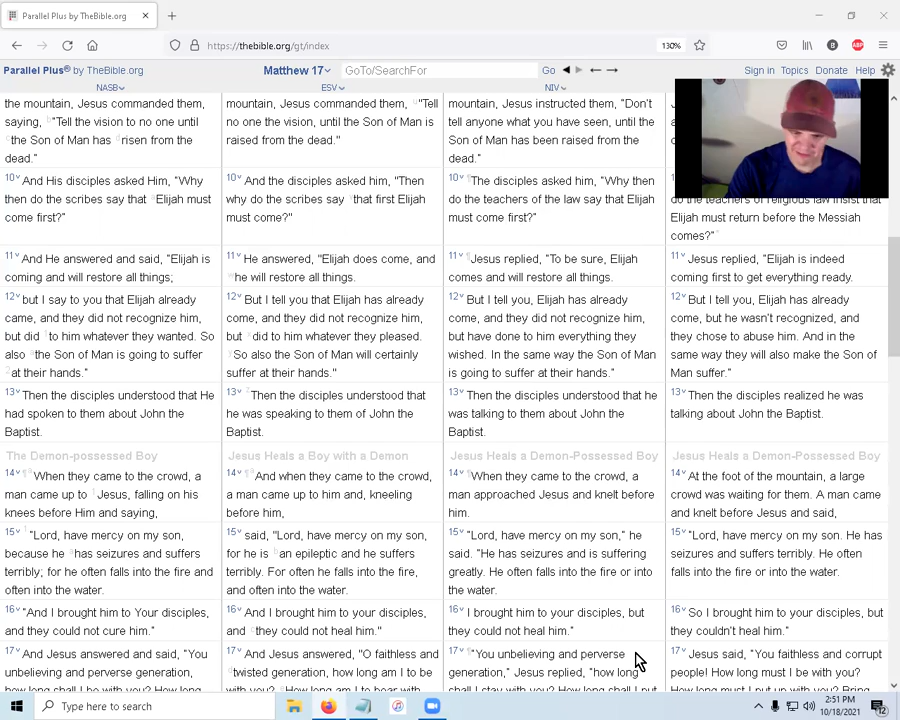 Parallel Plus by TheBible.org
https://thebible.org/gt/index
130%
Parallel Plus® by TheBible.org
Matthew 17
GoTo/SearchFor
Go
Sign in Topics Donate Help
NASB
ESV
NIV
the mountain, Jesus commanded them,
saying, b"Tell the vision to no one until
the Son of Man has risen from the
dead."
10 v And His disciples asked Him, "Why
then do the scribes say that Elijah must
come first?"
11 v And He answered and said, "Elijah is
coming and will restore all things;
12 v but I say to you that Elijah already
came, and they did not recognize him,
but did to him whatever they wanted. So
also the Son of Man is going to suffer
at their hands."
13 v Then the disciples understood that He
had spoken to them about John the
Baptist.
The Demon-possessed Boy
14 v When they came to the crowd, a
man came up to Jesus, falling on his
knees before Him and saying,
15 v "Lord, have mercy on my son,
because he has seizures and suffers
terribly; for he often falls into the fire and
often into the water.
16 v "And I brought him to Your disciples,
and they could not cure him."
17 v And Jesus answered and said, "You
unbelieving and perverse generation,
how long shall I be with you? How long
mountain, Jesus commanded them, "Tell
no one the vision, until the Son of Man is
raised from the dead."
10 v And the disciples asked him, "Then
why do the scribes say that first Elijah
must come?"
11 v He answered, "Elijah does come, and
he will restore all things.
12 v But I tell you that Elijah has already
come, and they did not recognize him,
but did to him whatever they pleased.
So also the Son of Man will certainly
suffer at their hands."
13 v Then the disciples understood that
he was speaking to them of John the
Baptist.
Jesus Heals a Boy with a Demon
14 v And when they came to the crowd,
a man came up to him and, kneeling
before him,
15 v said, "Lord, have mercy on my son,
for he is an epileptic and he suffers
terribly. For often he falls into the fire,
and often into the water.
16 v And I brought him to your disciples,
and they could not heal him."
17 v And Jesus answered, "O faithless and
twisted generation, how long am I to be
with you? How long am I to bear with
mountain, Jesus instructed them, "Don't
tell anyone what you have seen, until the
Son of Man has been raised from the
dead."
10 v The disciples asked him, "Why then
do the teachers of the law say that Elijah
must come first?"
11 v Jesus replied, "To be sure, Elijah
comes and will restore all things.
12 v But I tell you, Elijah has already
come, and they did not recognize him,
but have done to him everything they
wished. In the same way the Son of Man
is going to suffer at their hands."
13 v Then the disciples understood that he
was talking to them about John the
Baptist.
Jesus Heals a Demon-Possessed Boy
14 v When they came to the crowd, a
man approached Jesus and knelt before
him.
15 v "Lord, have mercy on my son," he
said. "He has seizures and is suffering
greatly. He often falls into the fire or into
the water.
16 v I brought him to your disciples, but
they could not heal him."
17 v "You unbelieving and perverse
generation," Jesus replied, "how long
shall I stay with you? How long shall I put
do the teachers of religious law insist that
Elijah must return before the Messiah
comes?"
11 v Jesus replied, "Elijah is indeed
coming first to get everything ready.
12 v But I tell you, Elijah has already
come, but he wasn't recognized, and
they chose to abuse him. And in the
same way they will also make the Son of
Man suffer."
13 v Then the disciples realized he was
talking about John the Baptist.
Jesus Heals a Demon-Possessed Boy
14 v At the foot of the mountain, a large
crowd was waiting for them. A man came
and knelt before Jesus and said,
15 v "Lord, have mercy on my son. He has
seizures and suffers terribly. He often
falls into the fire or into the water.
16 v So I brought him to your disciples, but
they couldn't heal him."
17 v Jesus said, "You faithless and corrupt
people! How long must I be with you?
How long must I put up with you? Bring
Type here to search
2:51 PM
10/18/2021
12